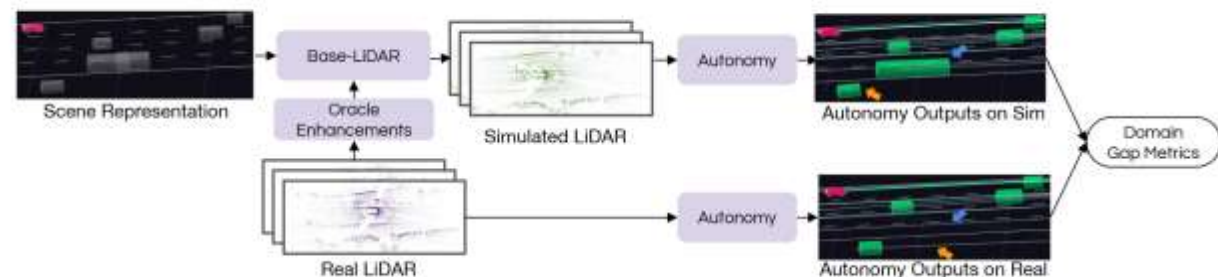 Scene Representation
Base-LiDAR
Oracle
Enhancements
Simulated LiDAR
Autonomy
Autonomy Outputs on Sim
Domain
Gap Metrics
Real LiDAR
Autonomy
Autonomy Outputs on Real